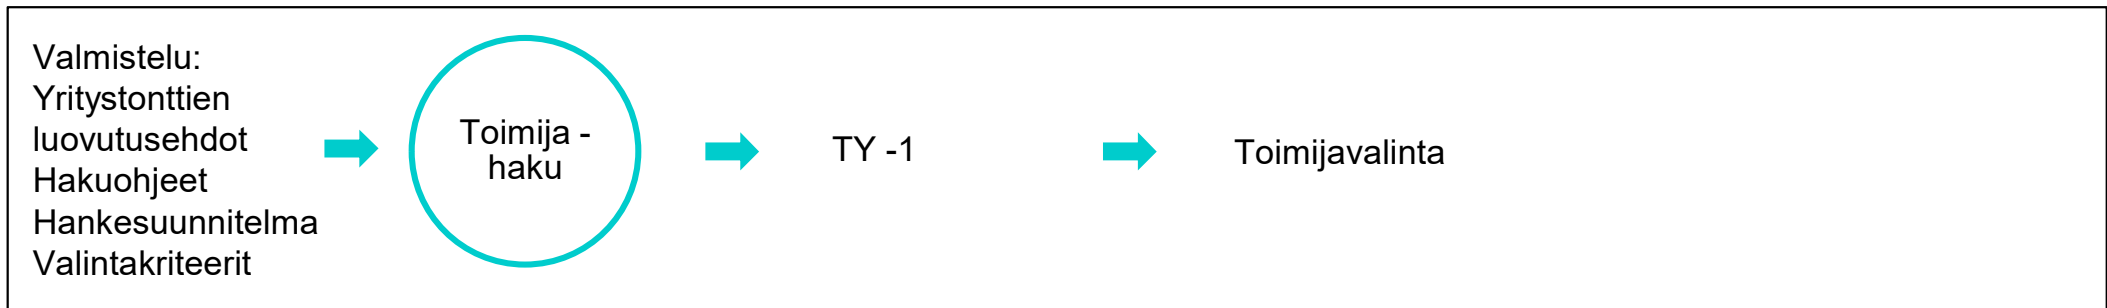 Valmistelu:
Yritystonttien
luovutusehdot
Hakuohjeet
Hankesuunnitelma
Valintakriteerit
Toimija -
haku
TY -1
Toimijavalinta